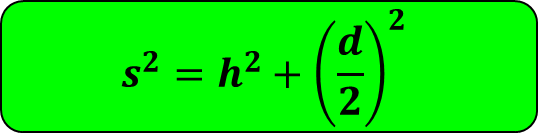 s² = h² + (d/2)²